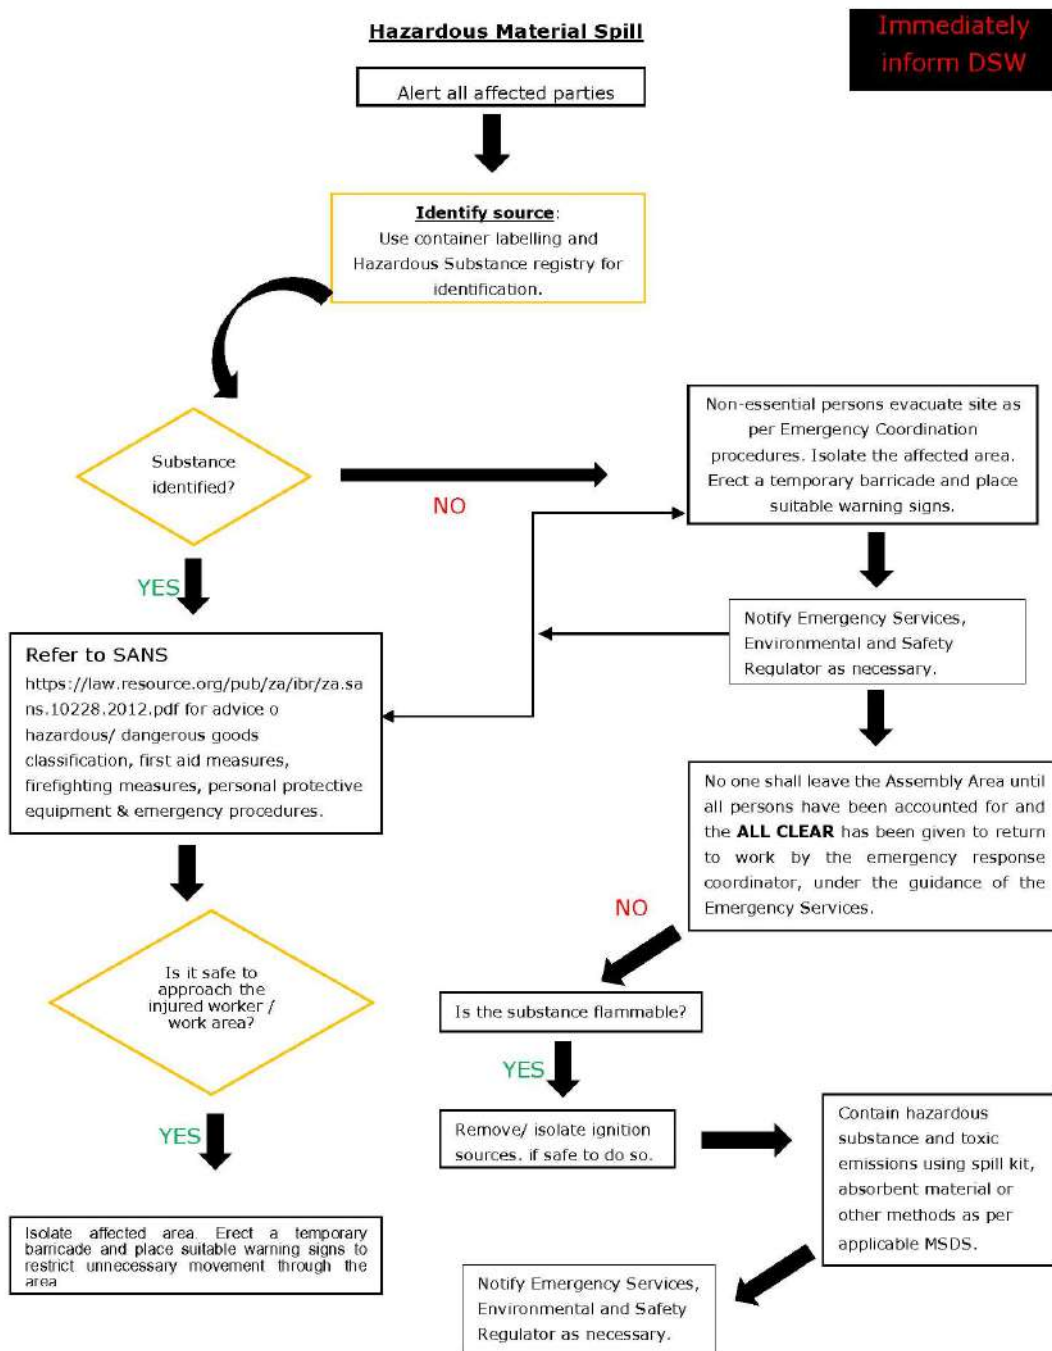 Hazardous Material Spill
Immediately
inform DSW
Alert all affected parties
Identify source:
Use container labelling and
Hazardous Substance registry for
identification.
Substance
identified?
NO
Non-essential persons evacuate site as
per Emergency Coordination
procedures. Isolate the affected area.
Erect a temporary barricade and place
suitable warning signs.
YES
Notify Emergency Services,
Environmental and Safety
Regulator as necessary.
Refer to SANS
https://law.resource.org/pub/za/ibr/za.sa
ns.10228.2012.pdf for advice o
hazardous/ dangerous goods
classification, first aid measures,
firefighting measures, personal protective
equipment & emergency procedures.
No one shall leave the Assembly Area until
all persons have been accounted for and
the ALL CLEAR has been given to return
to work by the emergency response
coordinator, under the guidance of the
Emergency Services.
NO
Is it safe to
approach the
injured worker /
work area?
Is the substance flammable?
YES
YES
Remove/ isolate ignition
sources. if safe to do so.
Contain hazardous
substance and toxic
emissions using spill kit,
absorbent material or
other methods as per
applicable MSDS.
Isolate affected area. Erect a temporary
barricade and place suitable warning signs to
restrict unnecessary movement through the
area
Notify Emergency Services,
Environmental and Safety
Regulator as necessary.